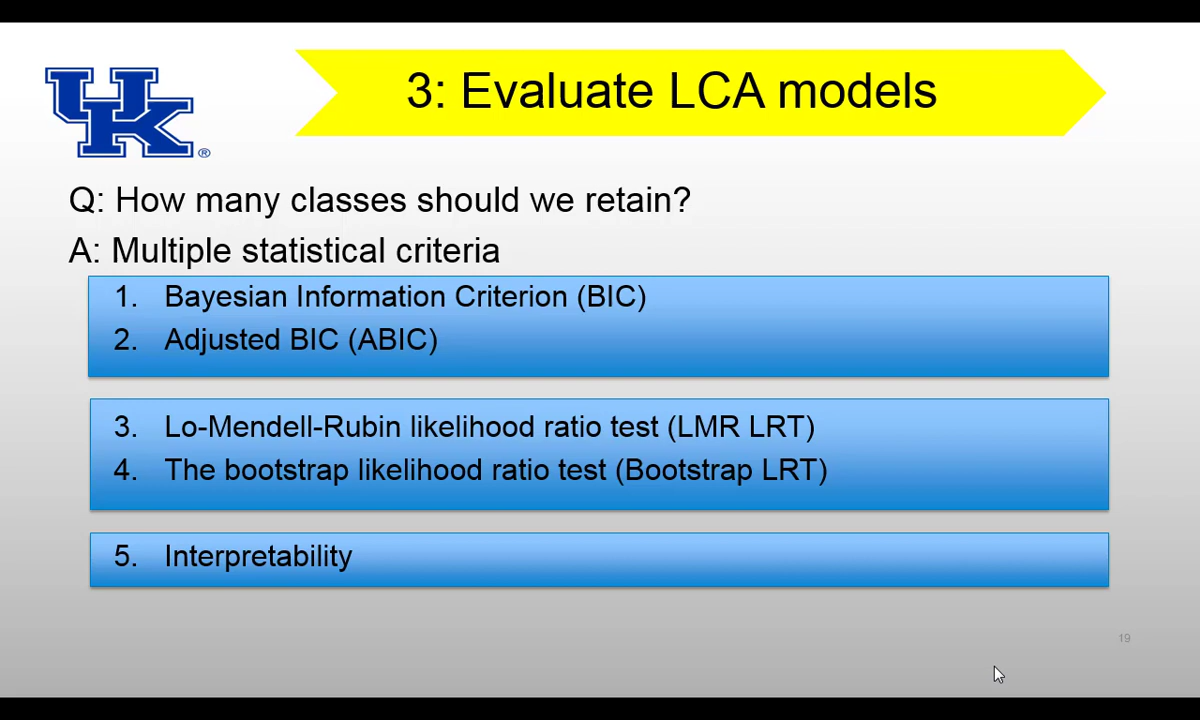 UK®
3: Evaluate LCA models
Q: How many classes should we retain?
A: Multiple statistical criteria
1. Bayesian Information Criterion (BIC)
2. Adjusted BIC (ABIC)
3. Lo-Mendell-Rubin likelihood ratio test (LMR LRT)
4. The bootstrap likelihood ratio test (Bootstrap LRT)
5. Interpretability
19